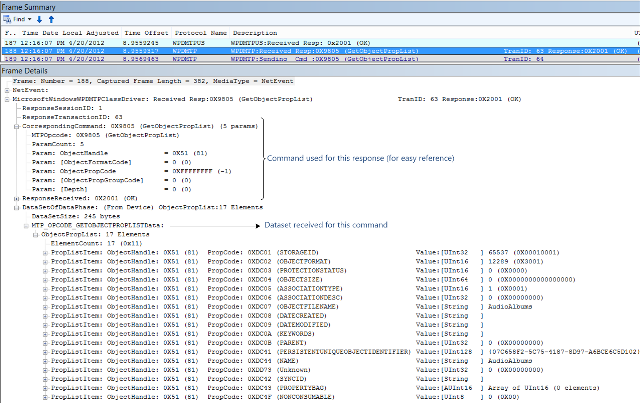 Frame Summary
Find
F.. Time Date Local Adjusted Time Offset Protocol Name Description
187 12:16:07 PM 4/20/2012 8.9559245 WPDMTPUS WPDMTPUS:Received Resp: 0x2001 (OK)
188 12:16:07 PM 4/20/2012 8.9559317 WPDMTP WPDMTP:Received Resp:0X9805 (GetObjectPropList) TranID: 63 Response:0X2001 (OK)
189 12:16:07 PM 4/20/2012 8.9569463 WPDMTP WPDMTP:Sending Cmd :0X9805 (GetObjectPropList) TranID: 64
Frame Details
Frame: Number = 188, Captured Frame Length = 382, MediaType = NetEvent
NetEvent:
MicrosoftWindowsWPDMTPClassDriver: Received Resp:0X9805 (GetObjectPropList) TranID: 63 Response:0X2001 (OK)
ResponseSessionID: 1
ResponseTransactionID: 63
CorrespondingCommand: 0X9805 (GetObjectPropList) (5 params)
MTPOpcode: 0X9805 (GetObjectPropList)
ParamCount: 5
Param: ObjectHandle = 0X51 (81)
Param: [ObjectFormatCode] = 0 (0)
Param: ObjectPropCode = 0XFFFFFFFF (-1)
Param: [ObjectPropGroupCode] = 0 (0)
Param: [Depth] = 0 (0)
Command used for this response (for easy reference)
ResponseReceived: 0X2001 (OK)
DataSetOfDataPhase: (From Device) ObjectPropList:17 Elements
DataSetSize: 245 bytes
MTP_OPCODE_GETOBJECTPROPLISTData: Dataset received for this command
ObjectPropList: 17 Elements
ElementCount: 17 (0x11)
PropListItem: ObjectHandle: 0X51 (81) PropCode: 0XDC01 (STORAGEID) Value:[UInt32 ] 65537 (0X00010001)
PropListItem: ObjectHandle: 0X51 (81) PropCode: 0XDC02 (OBJECTFORMAT) Value:[UInt16 ] 12289 (0X3001)
PropListItem: ObjectHandle: 0X51 (81) PropCode: 0XDC03 (PROTECTIONSTATUS) Value:[UInt16 ] 0 (0X0000)
PropListItem: ObjectHandle: 0X51 (81) PropCode: 0XDC04 (OBJECTSIZE) Value:[UInt64 ] 0 (0X0000000000000000)
PropListItem: ObjectHandle: 0X51 (81) PropCode: 0XDC05 (ASSOCIATIONTYPE) Value:[UInt16 ] 1 (0X0001)
PropListItem: ObjectHandle: 0X51 (81) PropCode: 0XDC06 (ASSOCIATIONDESC) Value:[UInt32 ] 0 (0X00000000)
PropListItem: ObjectHandle: 0X51 (81) PropCode: 0XDC07 (OBJECTFILENAME) Value:[String ] AudioAlbums
PropListItem: ObjectHandle: 0X51 (81) PropCode: 0XDC08 (DATECREATED) Value:[String ]
PropListItem: ObjectHandle: 0X51 (81) PropCode: 0XDC09 (DATEMODIFIED) Value:[String ]
PropListItem: ObjectHandle: 0X51 (81) PropCode: 0XDC0A (KEYWORDS) Value:[String ]
PropListItem: ObjectHandle: 0X51 (81) PropCode: 0XDC0B (PARENT) Value:[UInt32 ] 0 (0X00000000)
PropListItem: ObjectHandle: 0X51 (81) PropCode: 0XDC41 (PERSISTENTUNIQUEOBJECTIDENTIFIER) Value:[UInt128 ]
PropListItem: ObjectHandle: 0X51 (81) PropCode: 0XDC44 (NAME) Value:[String ] AudioAlbums
PropListItem: ObjectHandle: 0X51 (81) PropCode: 0XDD73 (Unknown) Value:[UInt32 ] 0 (0X00000000)
PropListItem: ObjectHandle: 0X51 (81) PropCode: 0XDC42 (SYNCID) Value:[String ]
PropListItem: ObjectHandle: 0X51 (81) PropCode: 0XDC43 (PROPERTYBAG) Value:[AUInt16 ] Array of UInt16 (0 elements)
PropListItem: ObjectHandle: 0X51 (81) PropCode: 0XDC4F (NONCONSUMABLE) Value:[UInt8 ] 0 (0X00)